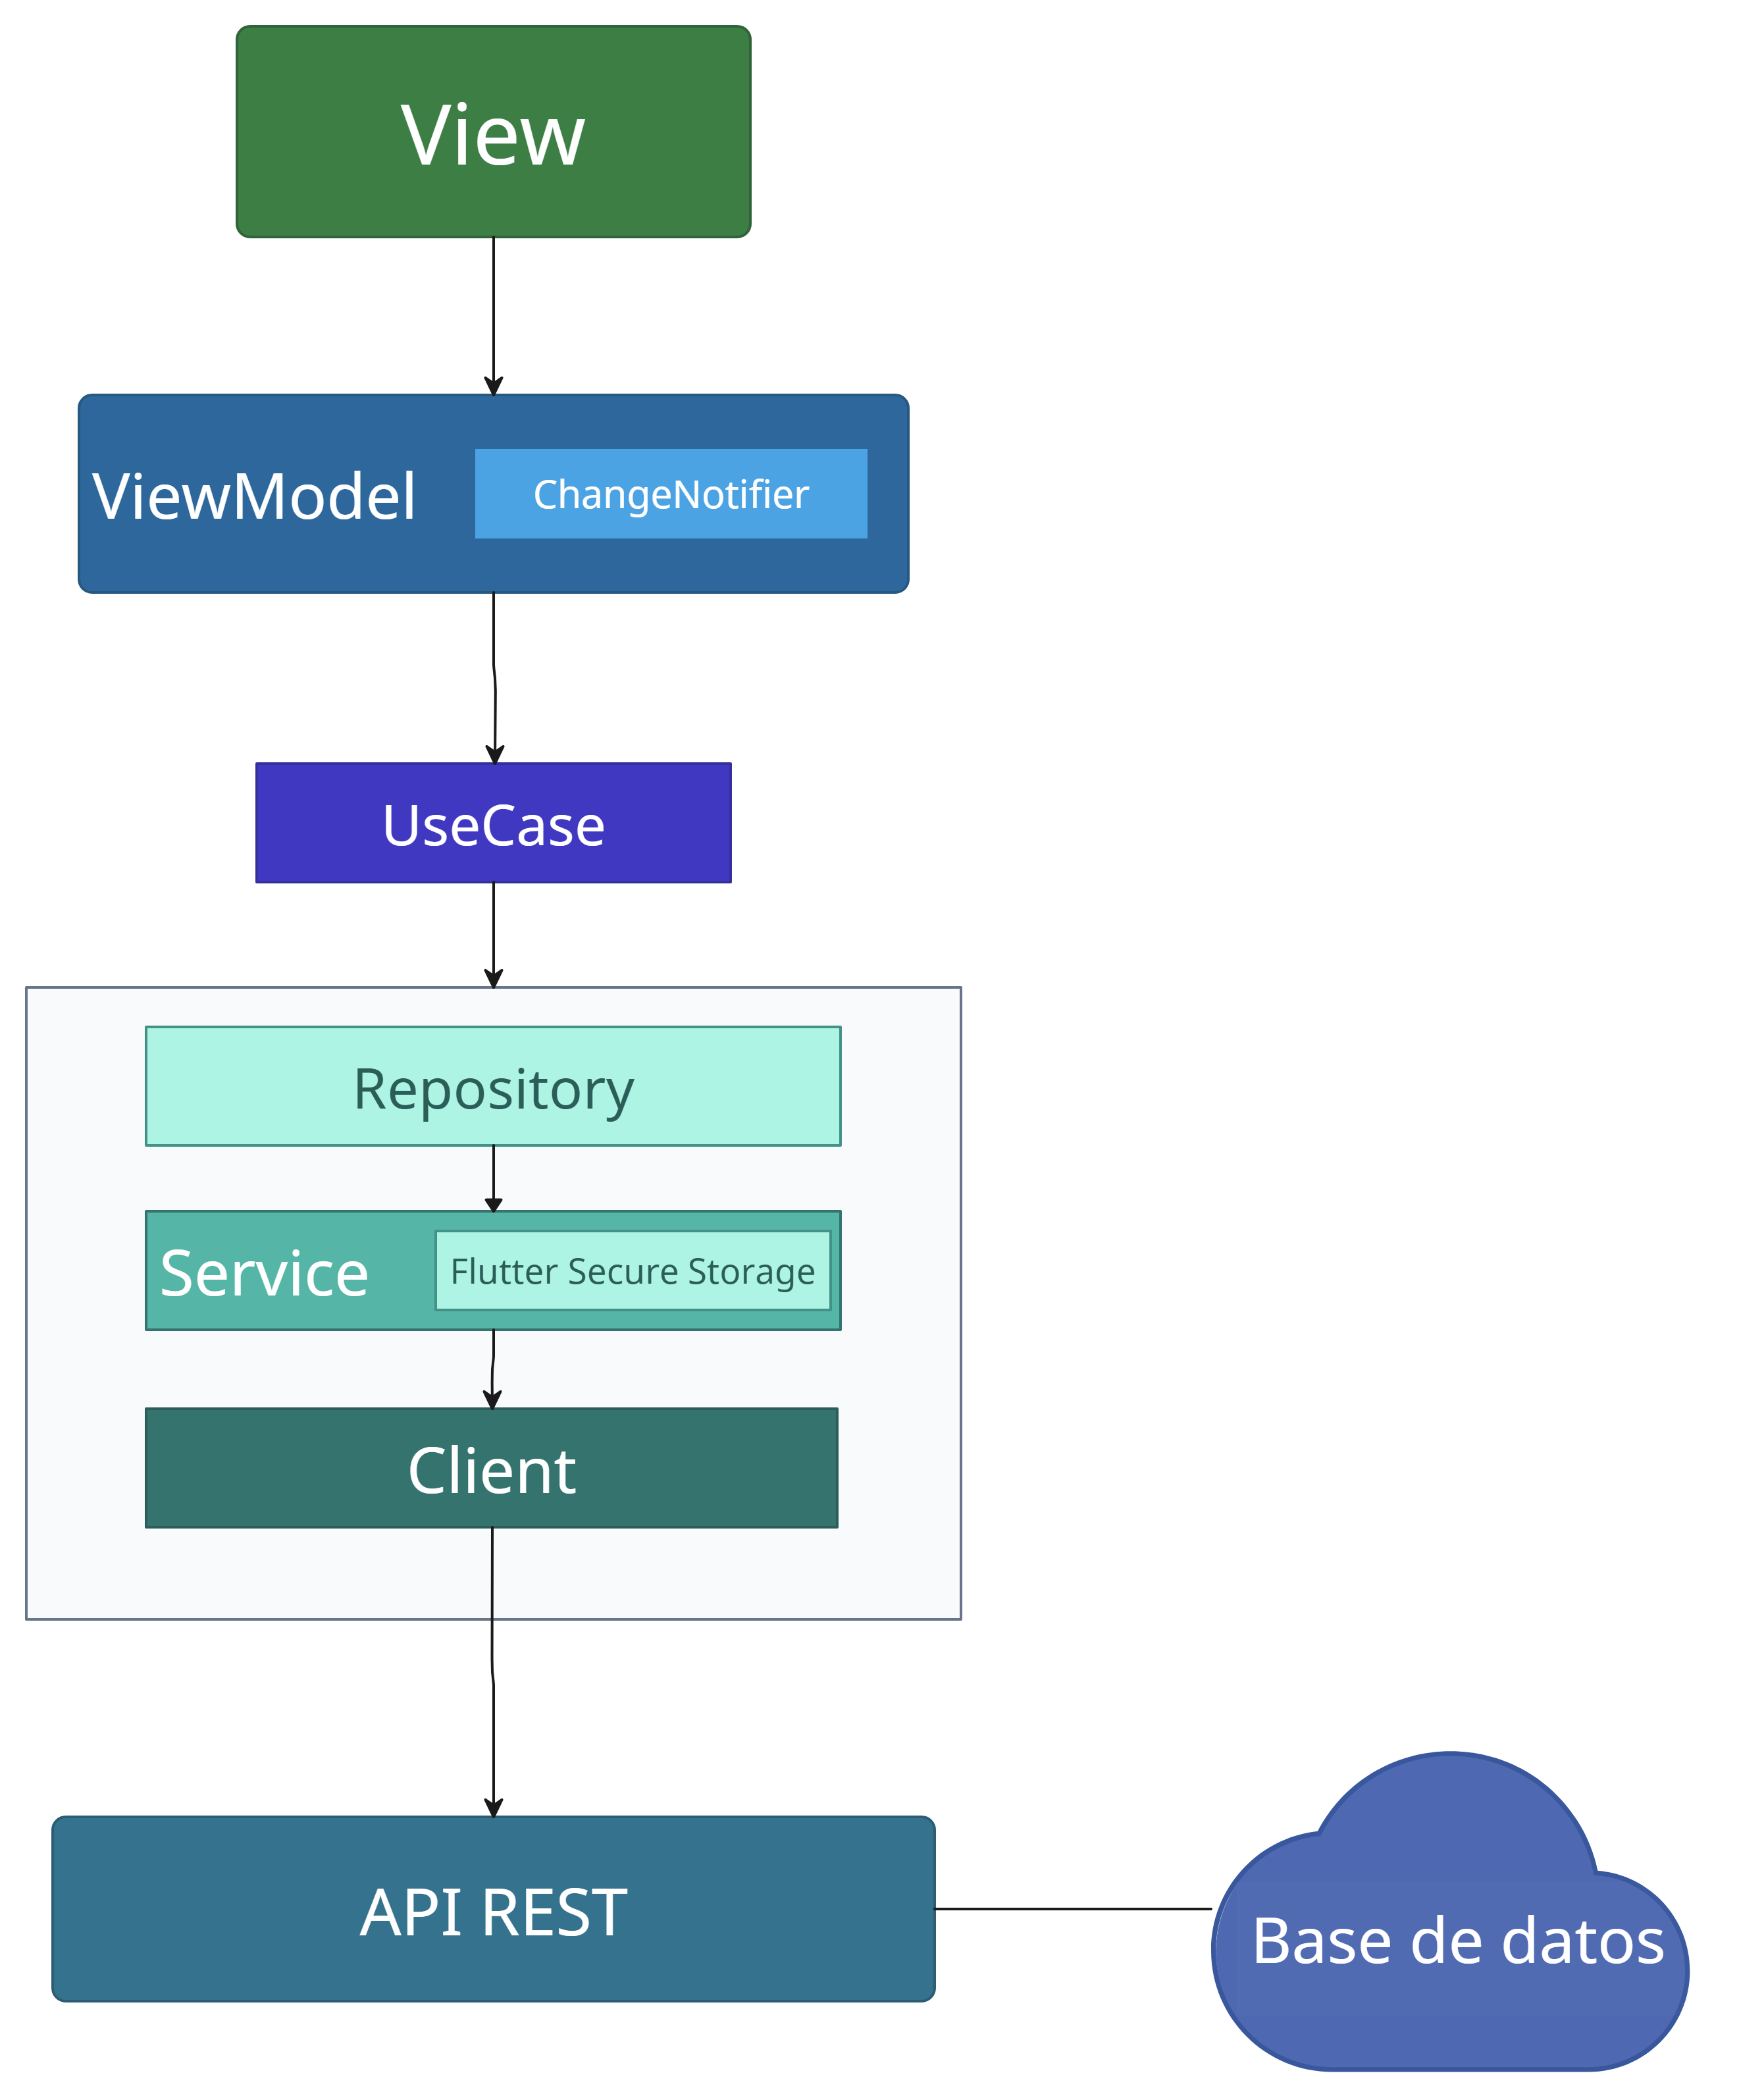 View
ViewModel
ChangeNotifier
UseCase
Repository
Service
Flutter Secure Storage
Client
API REST
Base de datos